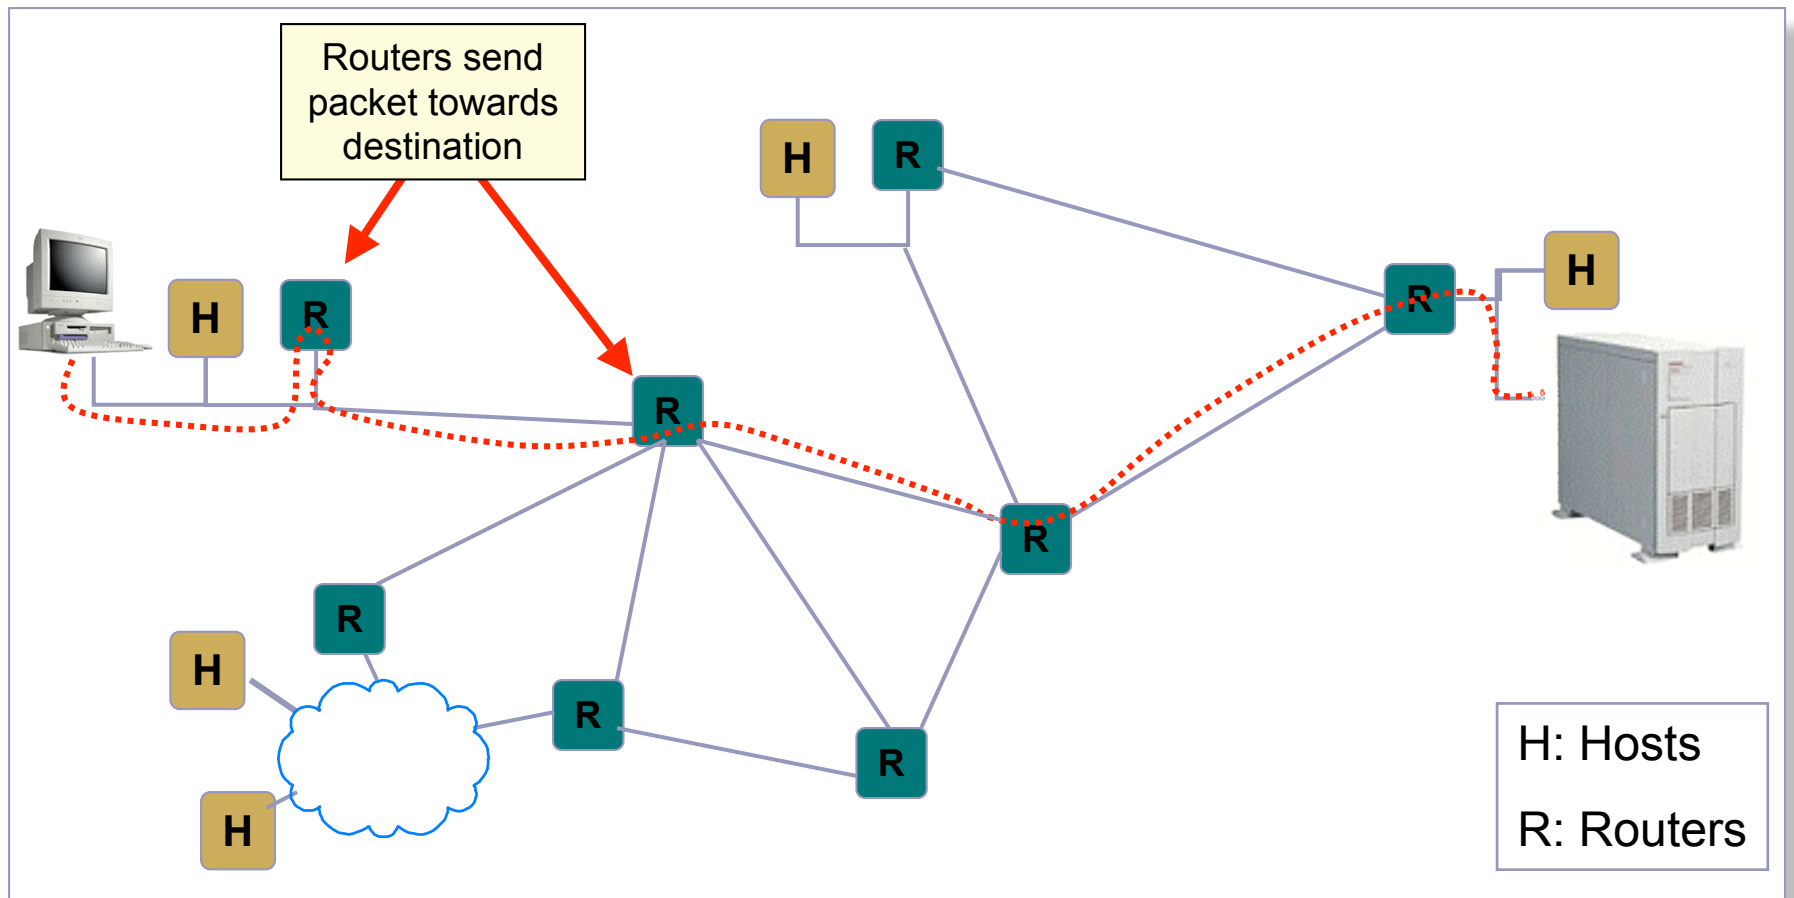 Routers send
packet towards
destination
H
R
H
H
R
R
R
R
R
H
R
R
H
H: Hosts
R: Routers